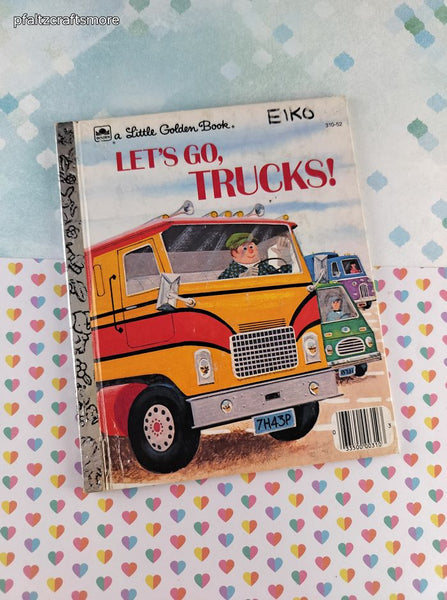 pfaltzcraftsmore
EIKO
a Little Golden Book®
310-52
LET'S GO,
TRUCKS!
7H43P